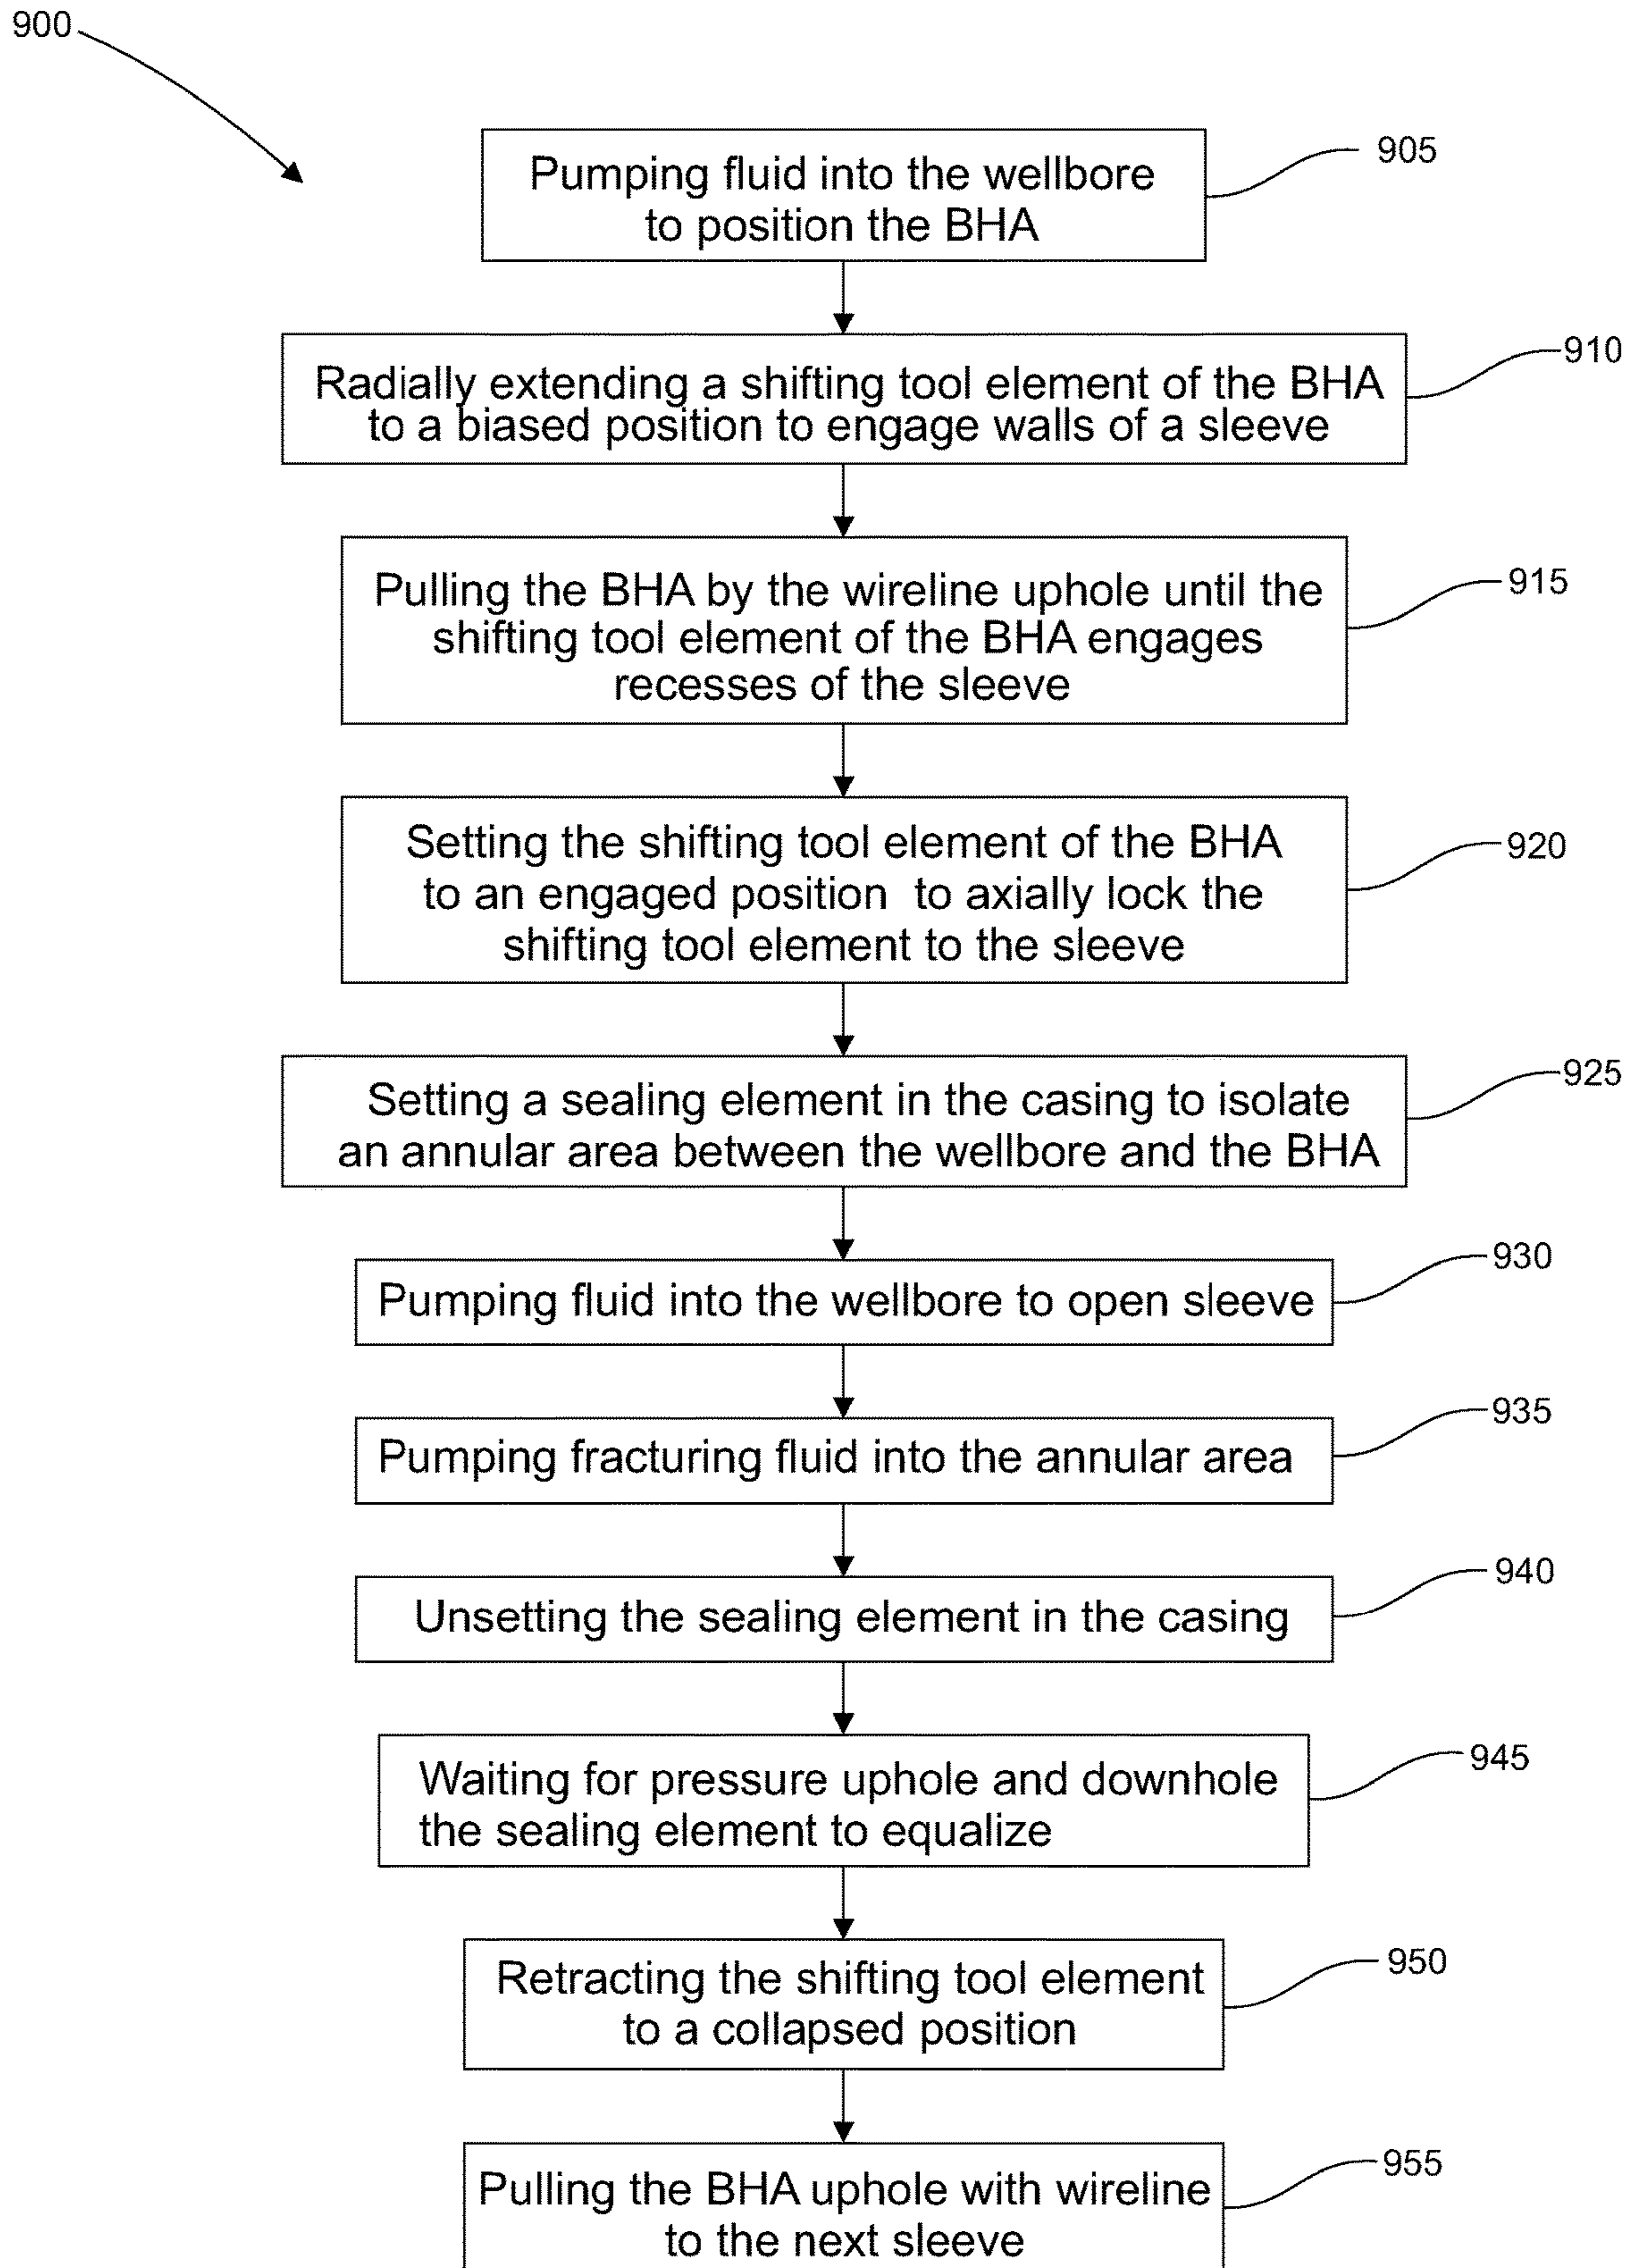 900
Pumping fluid into the wellbore
to position the BHA
905
Radially extending a shifting tool element of the BHA
to a biased position to engage walls of a sleeve
910
Pulling the BHA by the wireline uphole until the
shifting tool element of the BHA engages
recesses of the sleeve
915
Setting the shifting tool element of the BHA
to an engaged position to axially lock the
shifting tool element to the sleeve
920
Setting a sealing element in the casing to isolate
an annular area between the wellbore and the BHA
925
Pumping fluid into the wellbore to open sleeve
930
Pumping fracturing fluid into the annular area
935
Unsetting the sealing element in the casing
940
Waiting for pressure uphole and downhole
the sealing element to equalize
945
Retracting the shifting tool element
to a collapsed position
950
Pulling the BHA uphole with wireline
to the next sleeve
955